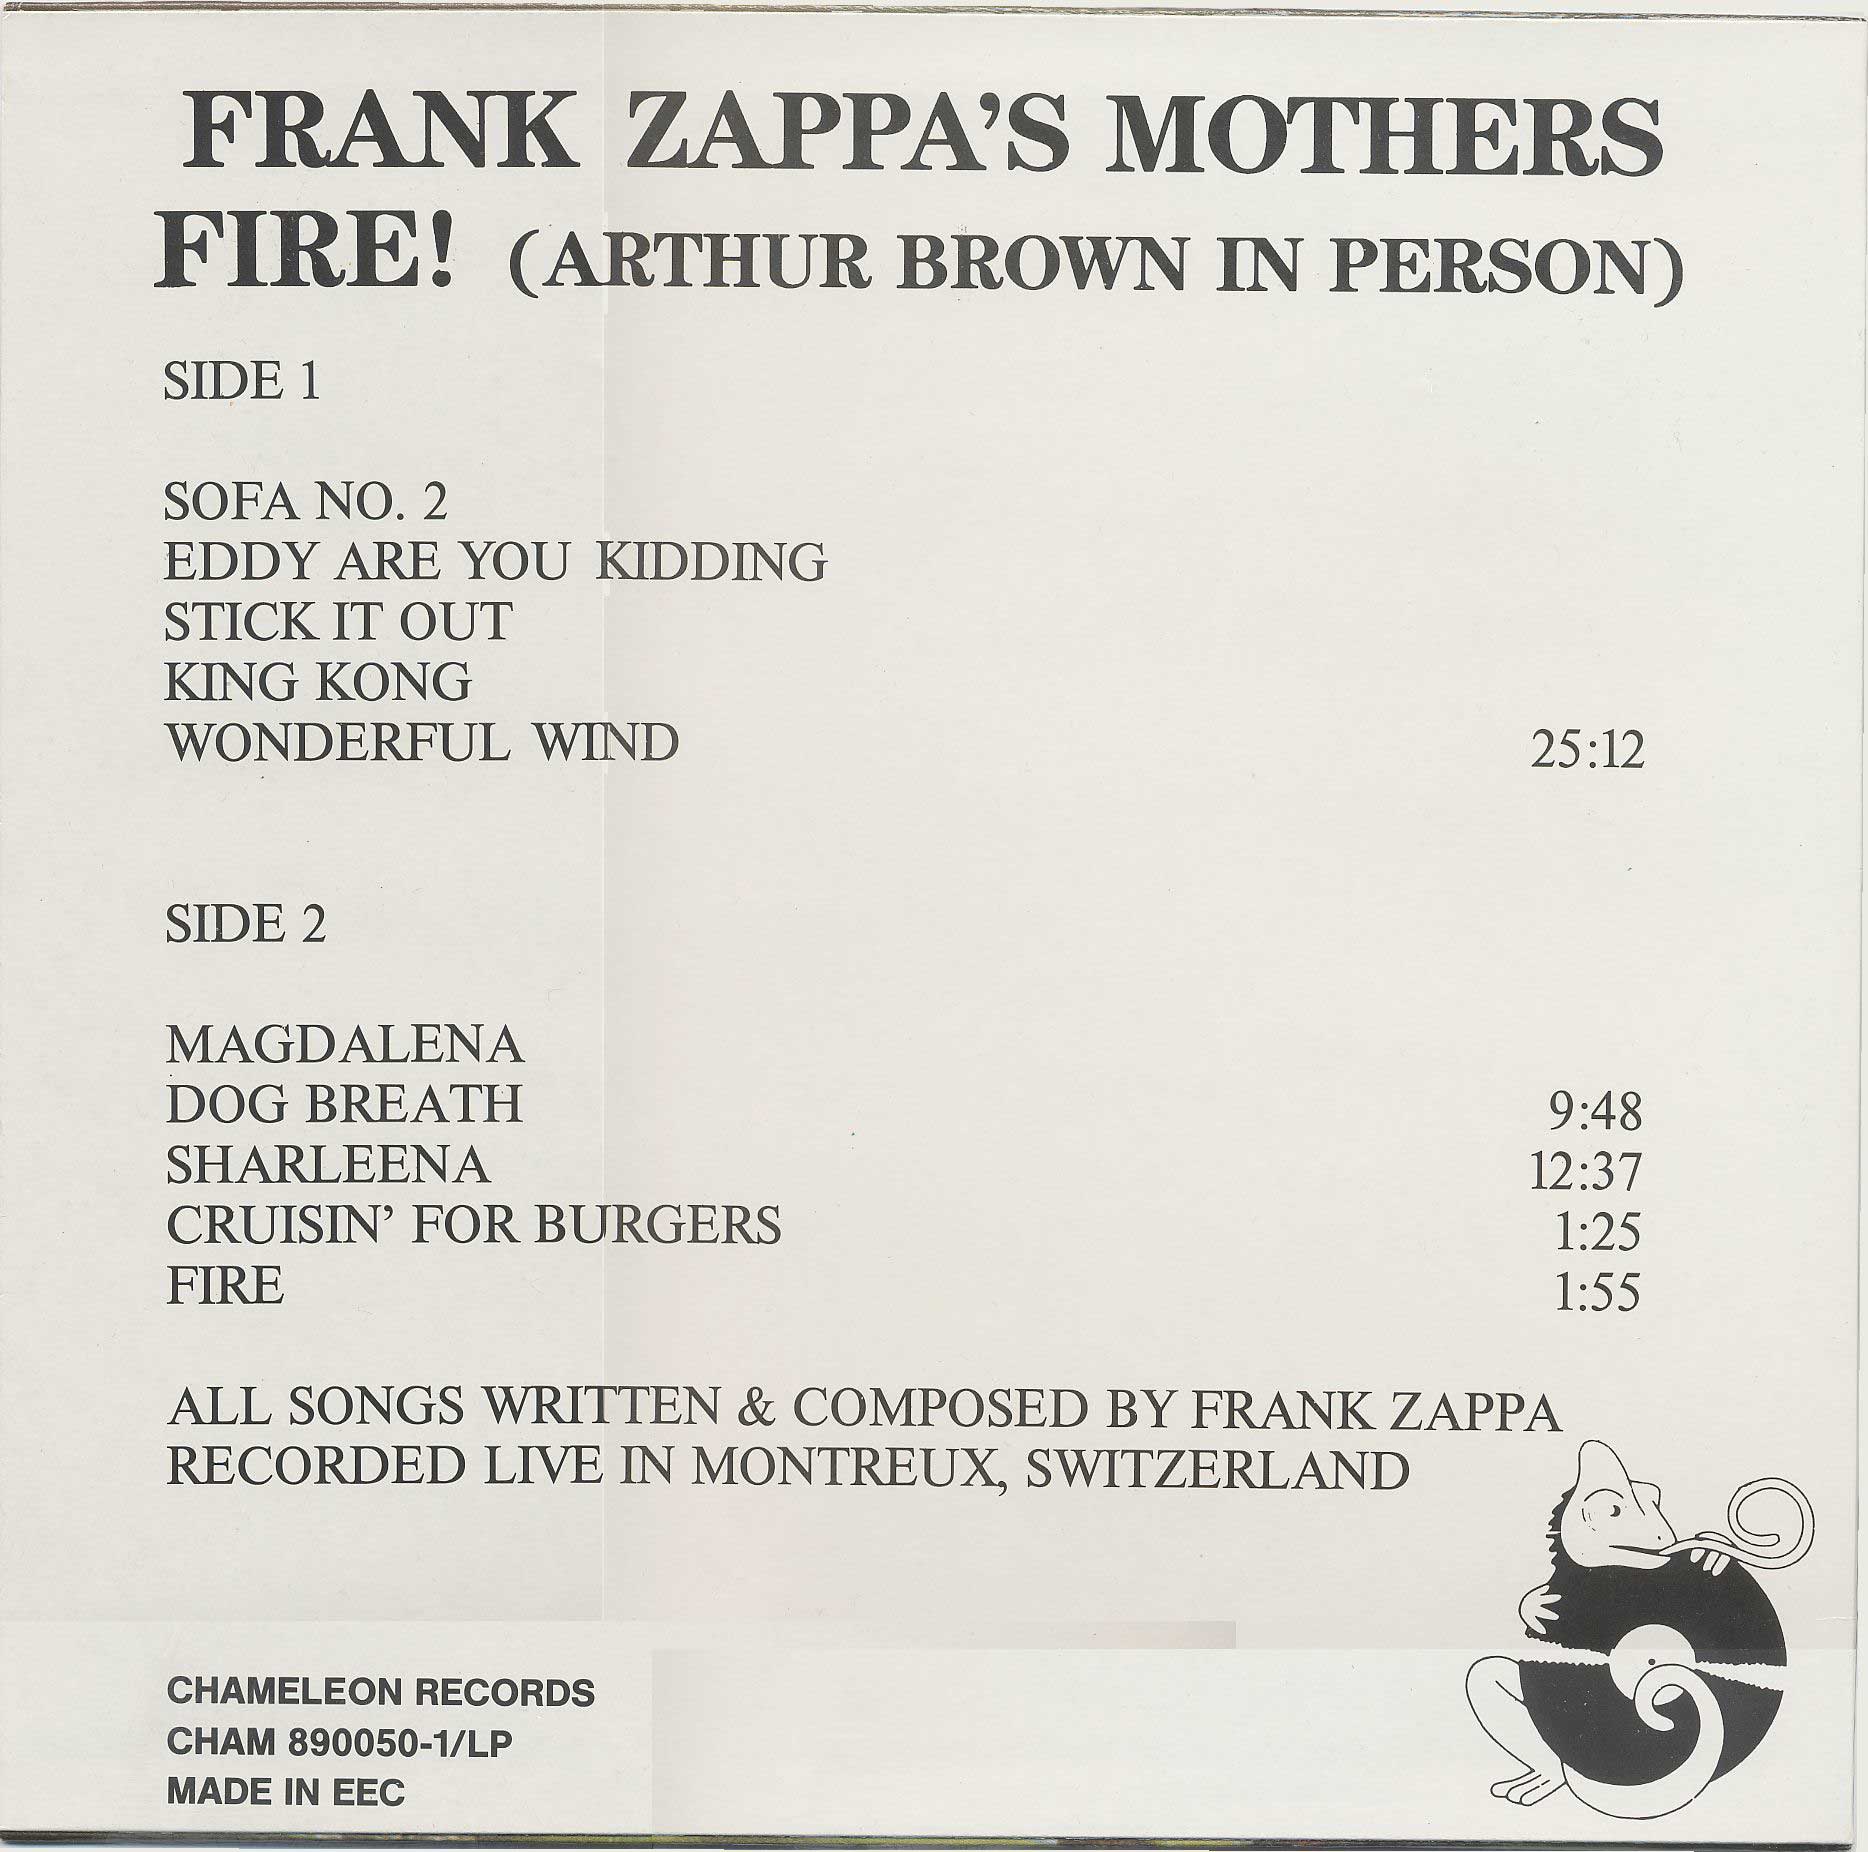 FRANK ZAPPA'S MOTHERS
FIRE! (ARTHUR BROWN IN PERSON)
SIDE 1
SOFA NO. 2
EDDY ARE YOU KIDDING
STICK IT OUT
KING KONG
WONDERFUL WIND 25:12
SIDE 2
MAGDALENA
DOG BREATH 9:48
SHARLEENA 12:37
CRUISIN' FOR BURGERS 1:25
FIRE 1:55
ALL SONGS WRITTEN & COMPOSED BY FRANK ZAPPA
RECORDED LIVE IN MONTREUX, SWITZERLAND
CHAMELEON RECORDS
CHAM 890050-1/LP
MADE IN EEC